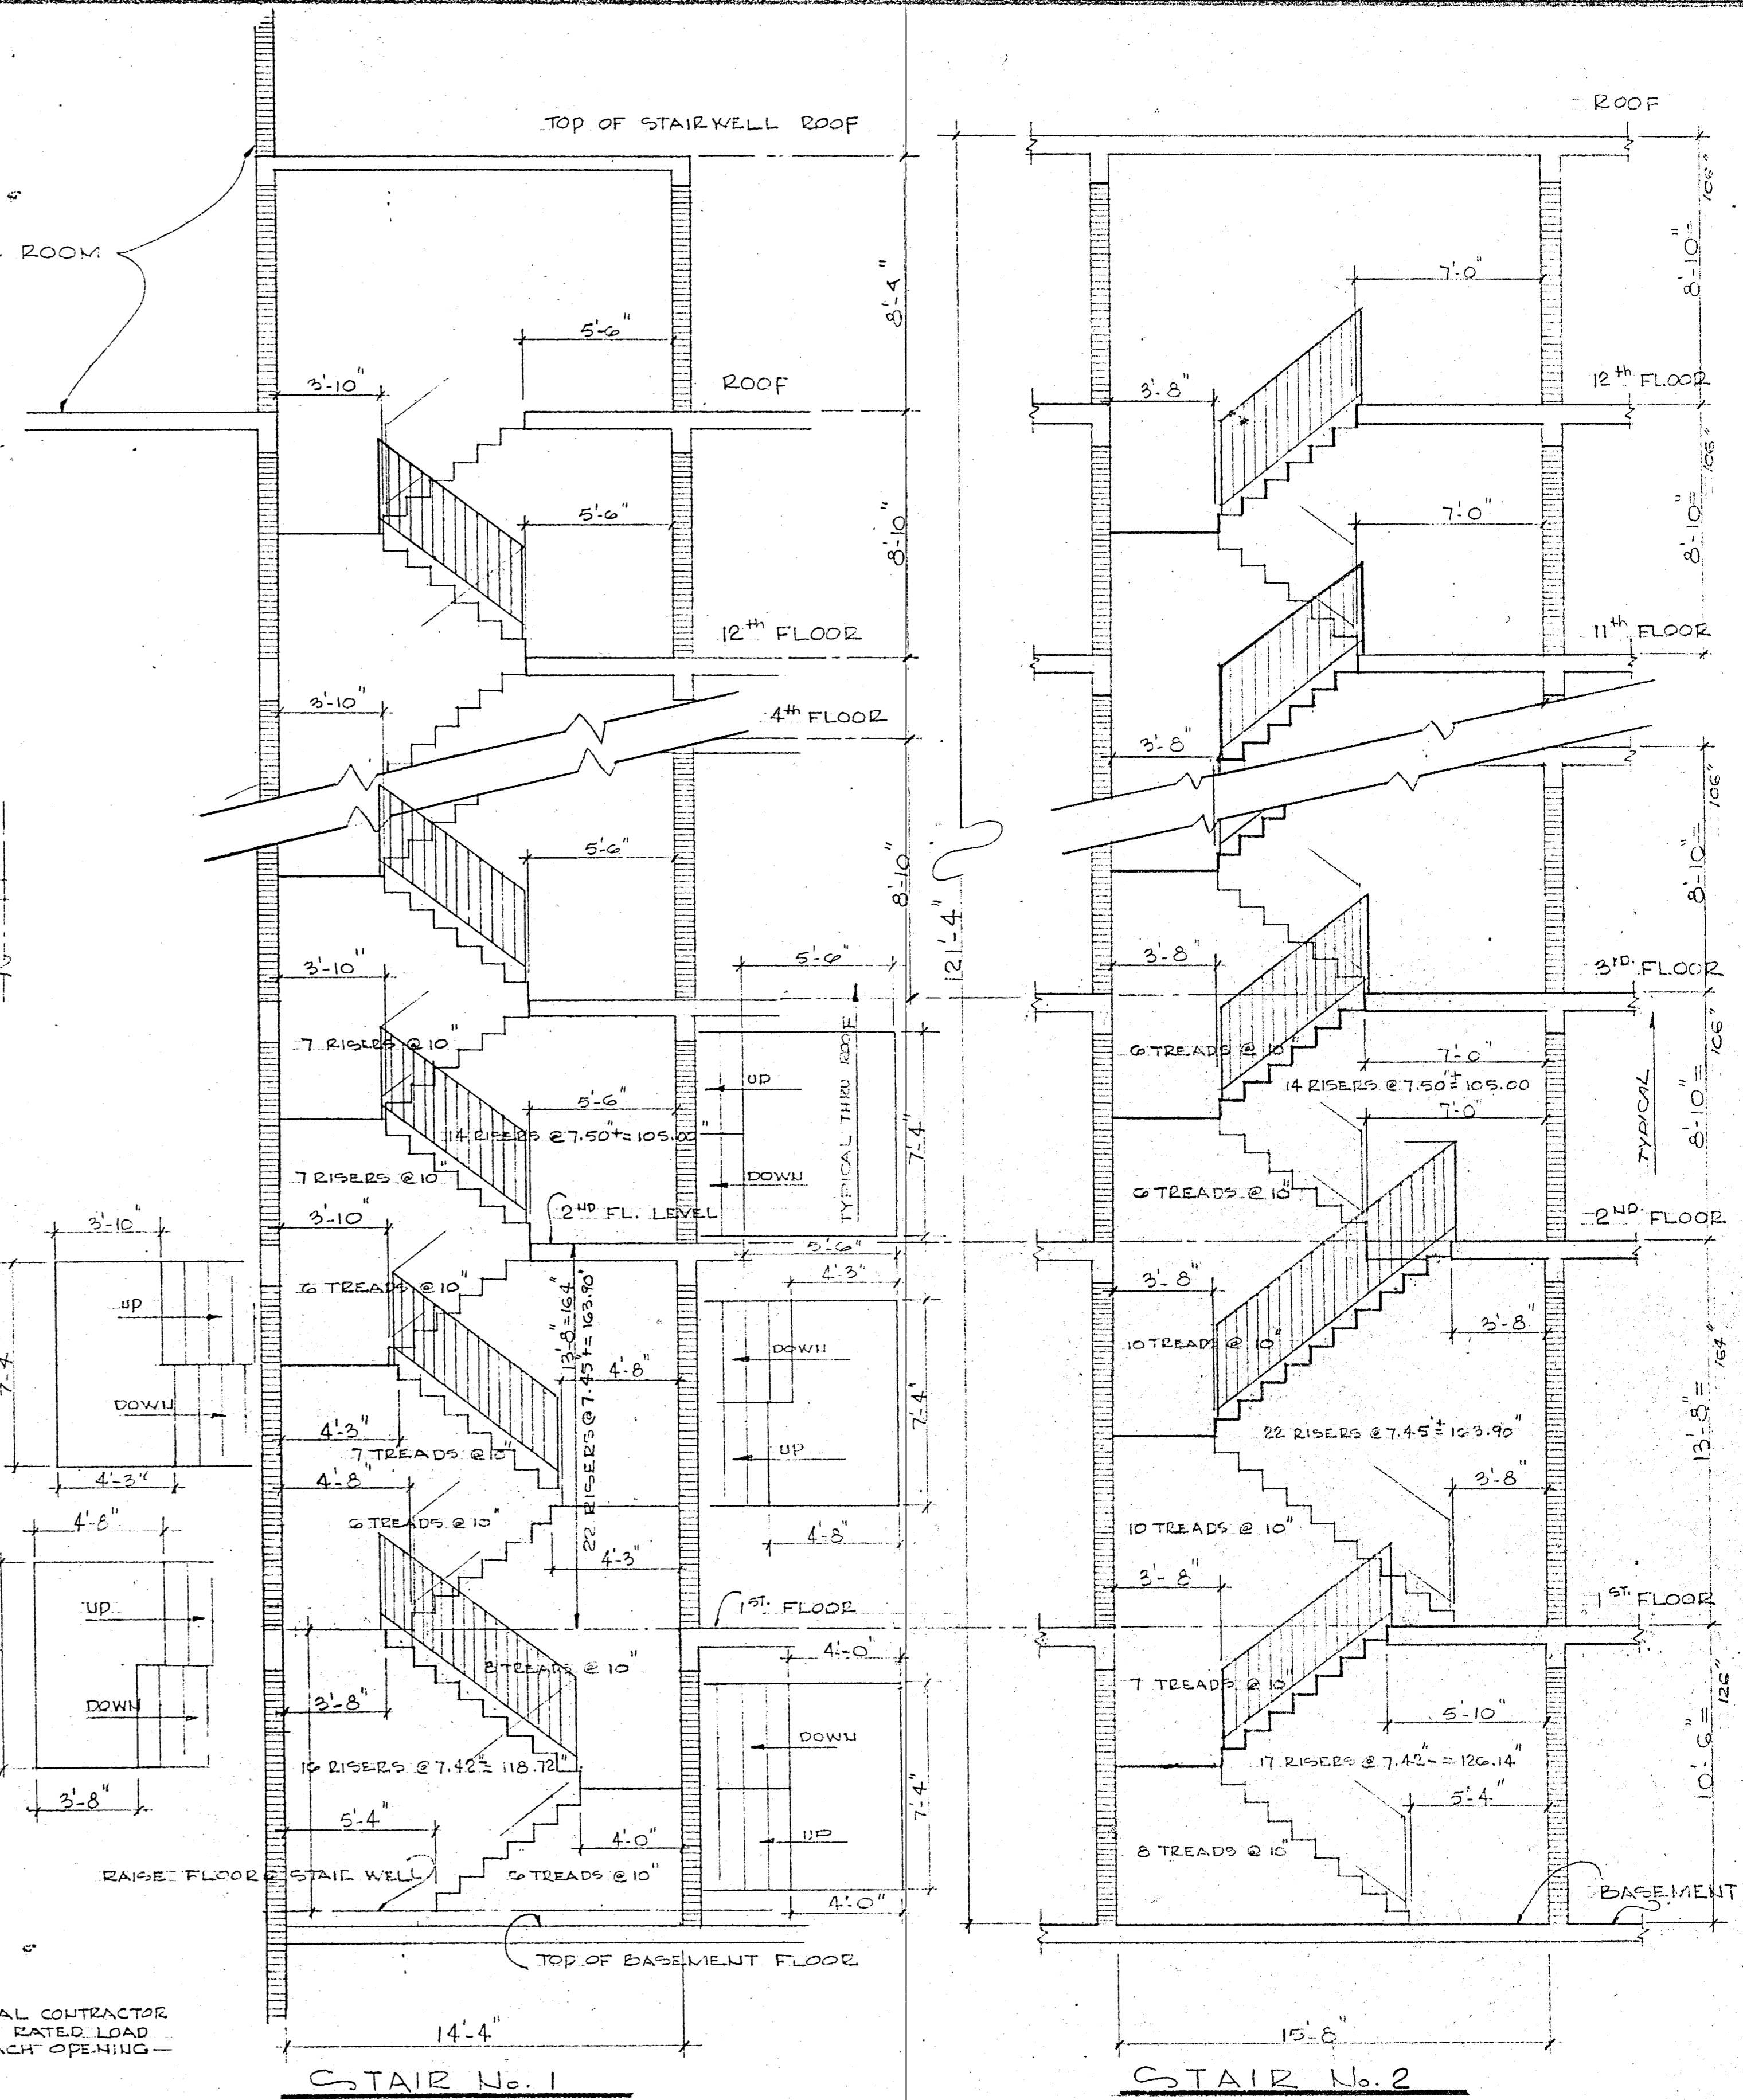 TOP OF STAIRWELL ROOF
ROOM
8'-4"
5'-6"
3'-10"
ROOF
5'-6"
8'-10"
12th FLOOR
3'-10"
4th FLOOR
5'-6"
8'-10"
3'-10"
5'-6"
7 RISERS @ 10"
UP
5'-6"
14 RISERS @ 7.50"± = 105.00"
7'-4"
TYPICAL THRU ROOF
7 RISERS @ 10"
DOWN
3'-10"
2ND FL. LEVEL
3'-10"
5'-6"
4'-3"
6 TREADS @ 10"
13'-8" = 164"
22 RISERS @ 7.45"± = 163.90"
UP
DOWN
4'-8"
7'-4
DOWN
7'-4"
4'-3"
7 TREADS @ 10"
UP
4'-3"
4'-8"
4'-8"
6 TREADS @ 10"
4'-8"
4'-3"
UP
1ST. FLOOR
4'-0"
8 TREADS @ 10"
DOWN
3'-8"
DOWN
16 RISERS @ 7.42"= 118.72"
3'-8"
7'-4"
5'-4"
4'-0"
UP
RAISE FLOOR @ STAIR WELL
6 TREADS @ 10"
4'-0"
TOP OF BASEMENT FLOOR
AL CONTRACTOR
RATED LOAD
ACH OPENING—
14'-4"
STAIR No. 1
121'-4"
ROOF
106"
8'-10"=
7'-0"
3'-8"
12th FLOOR
7'-0"
106"
8'-10"=
11th FLOOR
3'-8"
106"
8'-10"=
3'-8"
3RD. FLOOR
6 TREADS @ 10"
7'-0"
106"
14 RISERS @ 7.50"± = 105.00
7'-0"
TYPICAL
8'-10"=
6 TREADS @ 10"
2ND. FLOOR
3'-8"
10 TREADS @ 10"
3'-8"
164"
22 RISERS @ 7.45"± = 163.90"
13'-8"=
3'-8"
10 TREADS @ 10"
3'-8"
1ST. FLOOR
7 TREADS @ 10"
126"
5'-10"
17 RISERS @ 7.42"- = 126.14"
10'-6"=
5'-4"
8 TREADS @ 10"
BASEMENT
15'-8"
STAIR No. 2